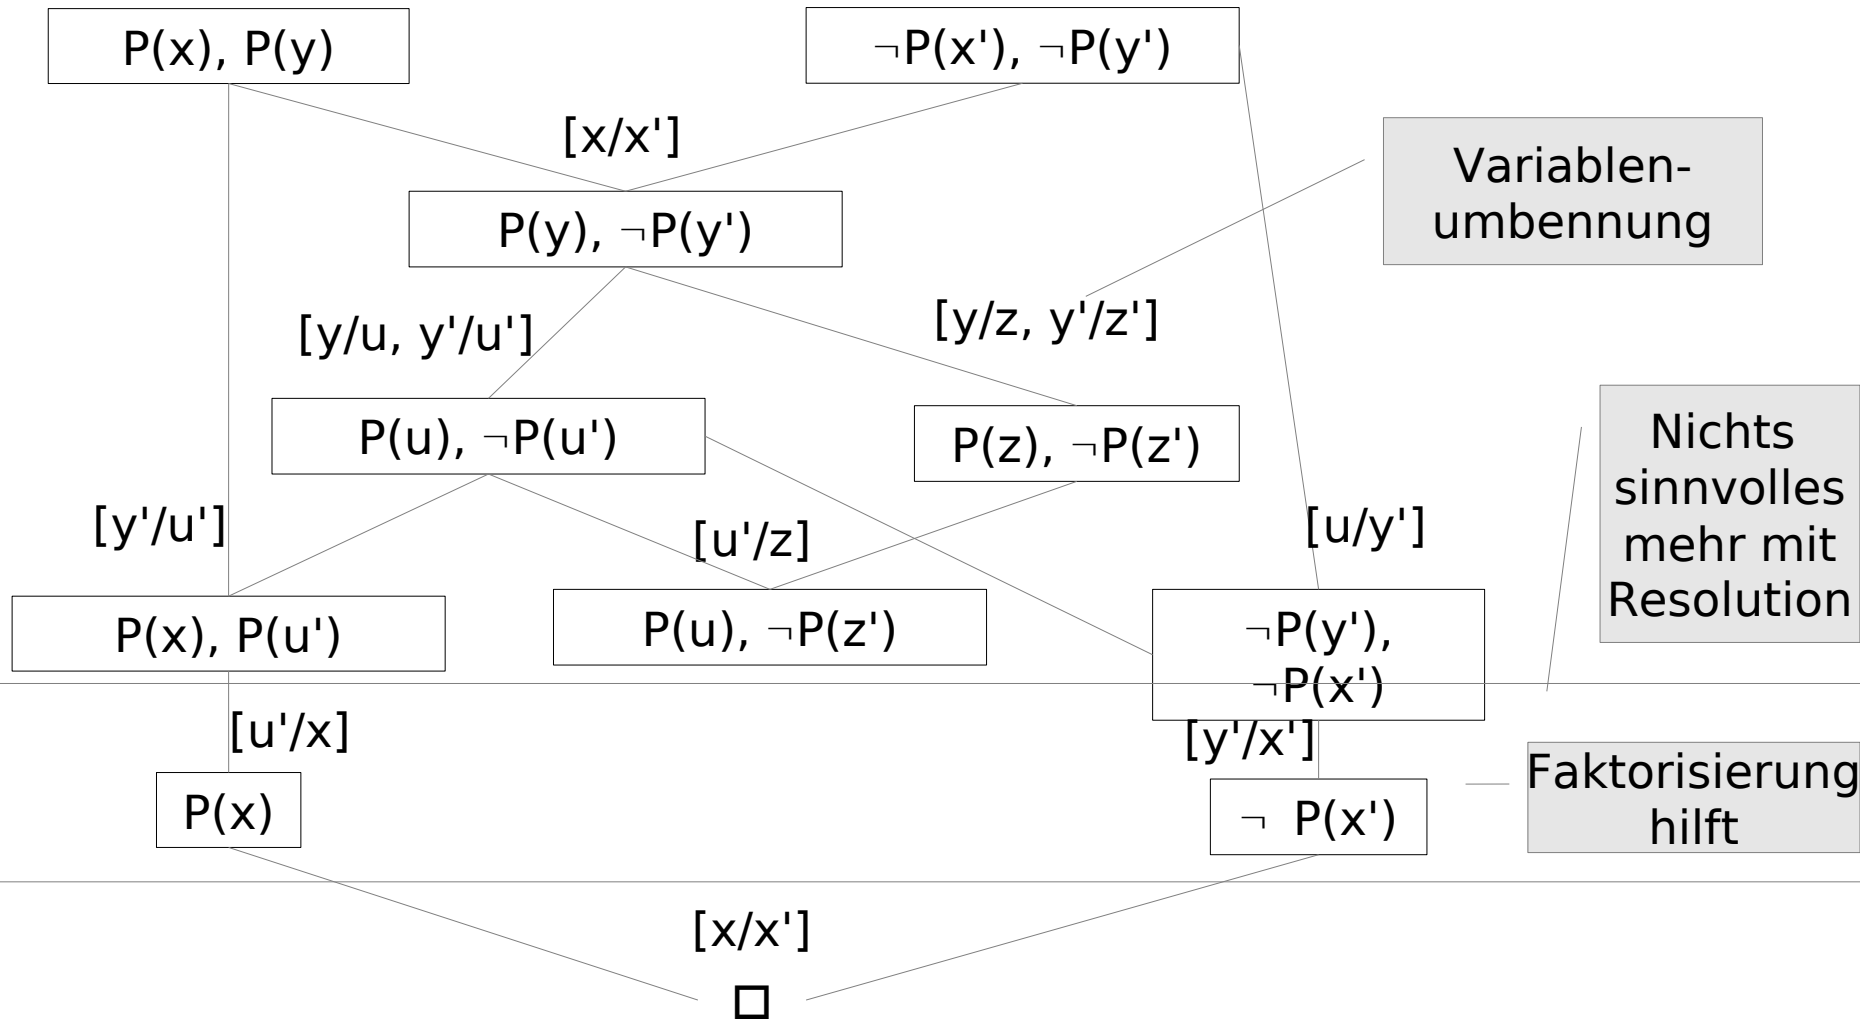 P(x), P(y)
¬P(x'), ¬P(y')
[x/x']
Variablen-
umbennung
P(y), ¬P(y')
[y/u, y'/u']
[y/z, y'/z']
P(u), ¬P(u')
P(z), ¬P(z')
Nichts
sinnvolles
mehr mit
Resolution
[y'/u']
[u'/z]
[u/y']
P(x), P(u')
P(u), ¬P(z')
¬P(y'),
¬P(x')
[u'/x]
[y'/x']
P(x)
¬ P(x')
Faktorisierung
hilft
[x/x']
□